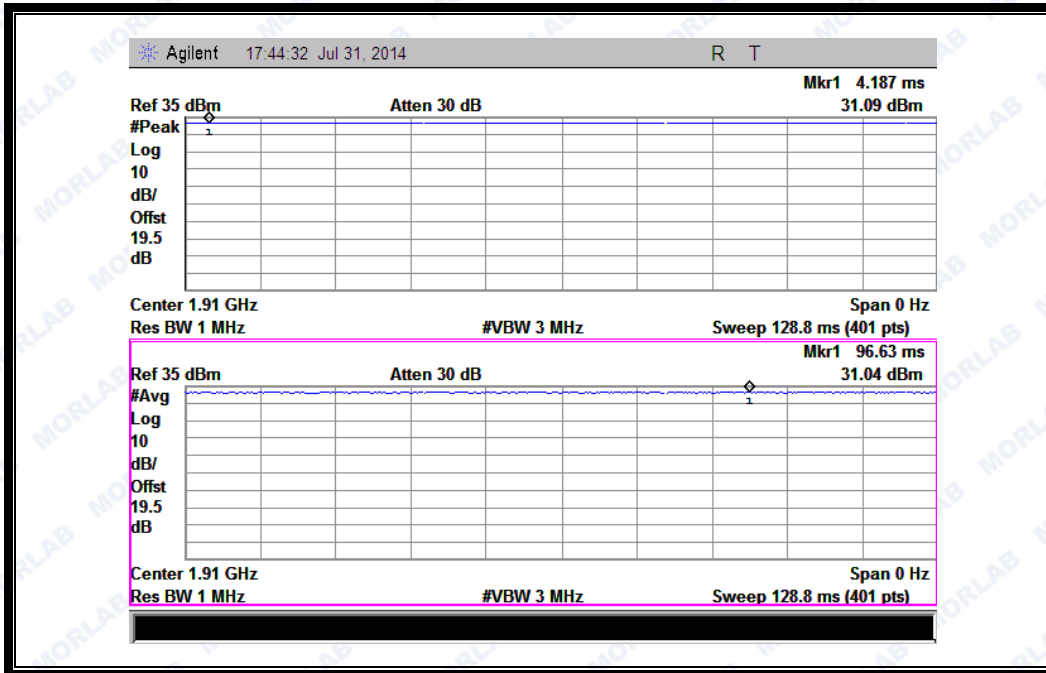 Agilent 17:44:32 Jul 31, 2014 R T
Mkr1 4.187 ms
Ref 35 dBm Atten 30 dB 31.09 dBm
#Peak
1
Log
10
dB/
Offst
19.5
dB
Center 1.91 GHz Span 0 Hz
Res BW 1 MHz #VBW 3 MHz Sweep 128.8 ms (401 pts)
Mkr1 96.63 ms
Ref 35 dBm Atten 30 dB 31.04 dBm
#Avg
1
Log
10
dB/
Offst
19.5
dB
Center 1.91 GHz Span 0 Hz
Res BW 1 MHz #VBW 3 MHz Sweep 128.8 ms (401 pts)
MORLAB